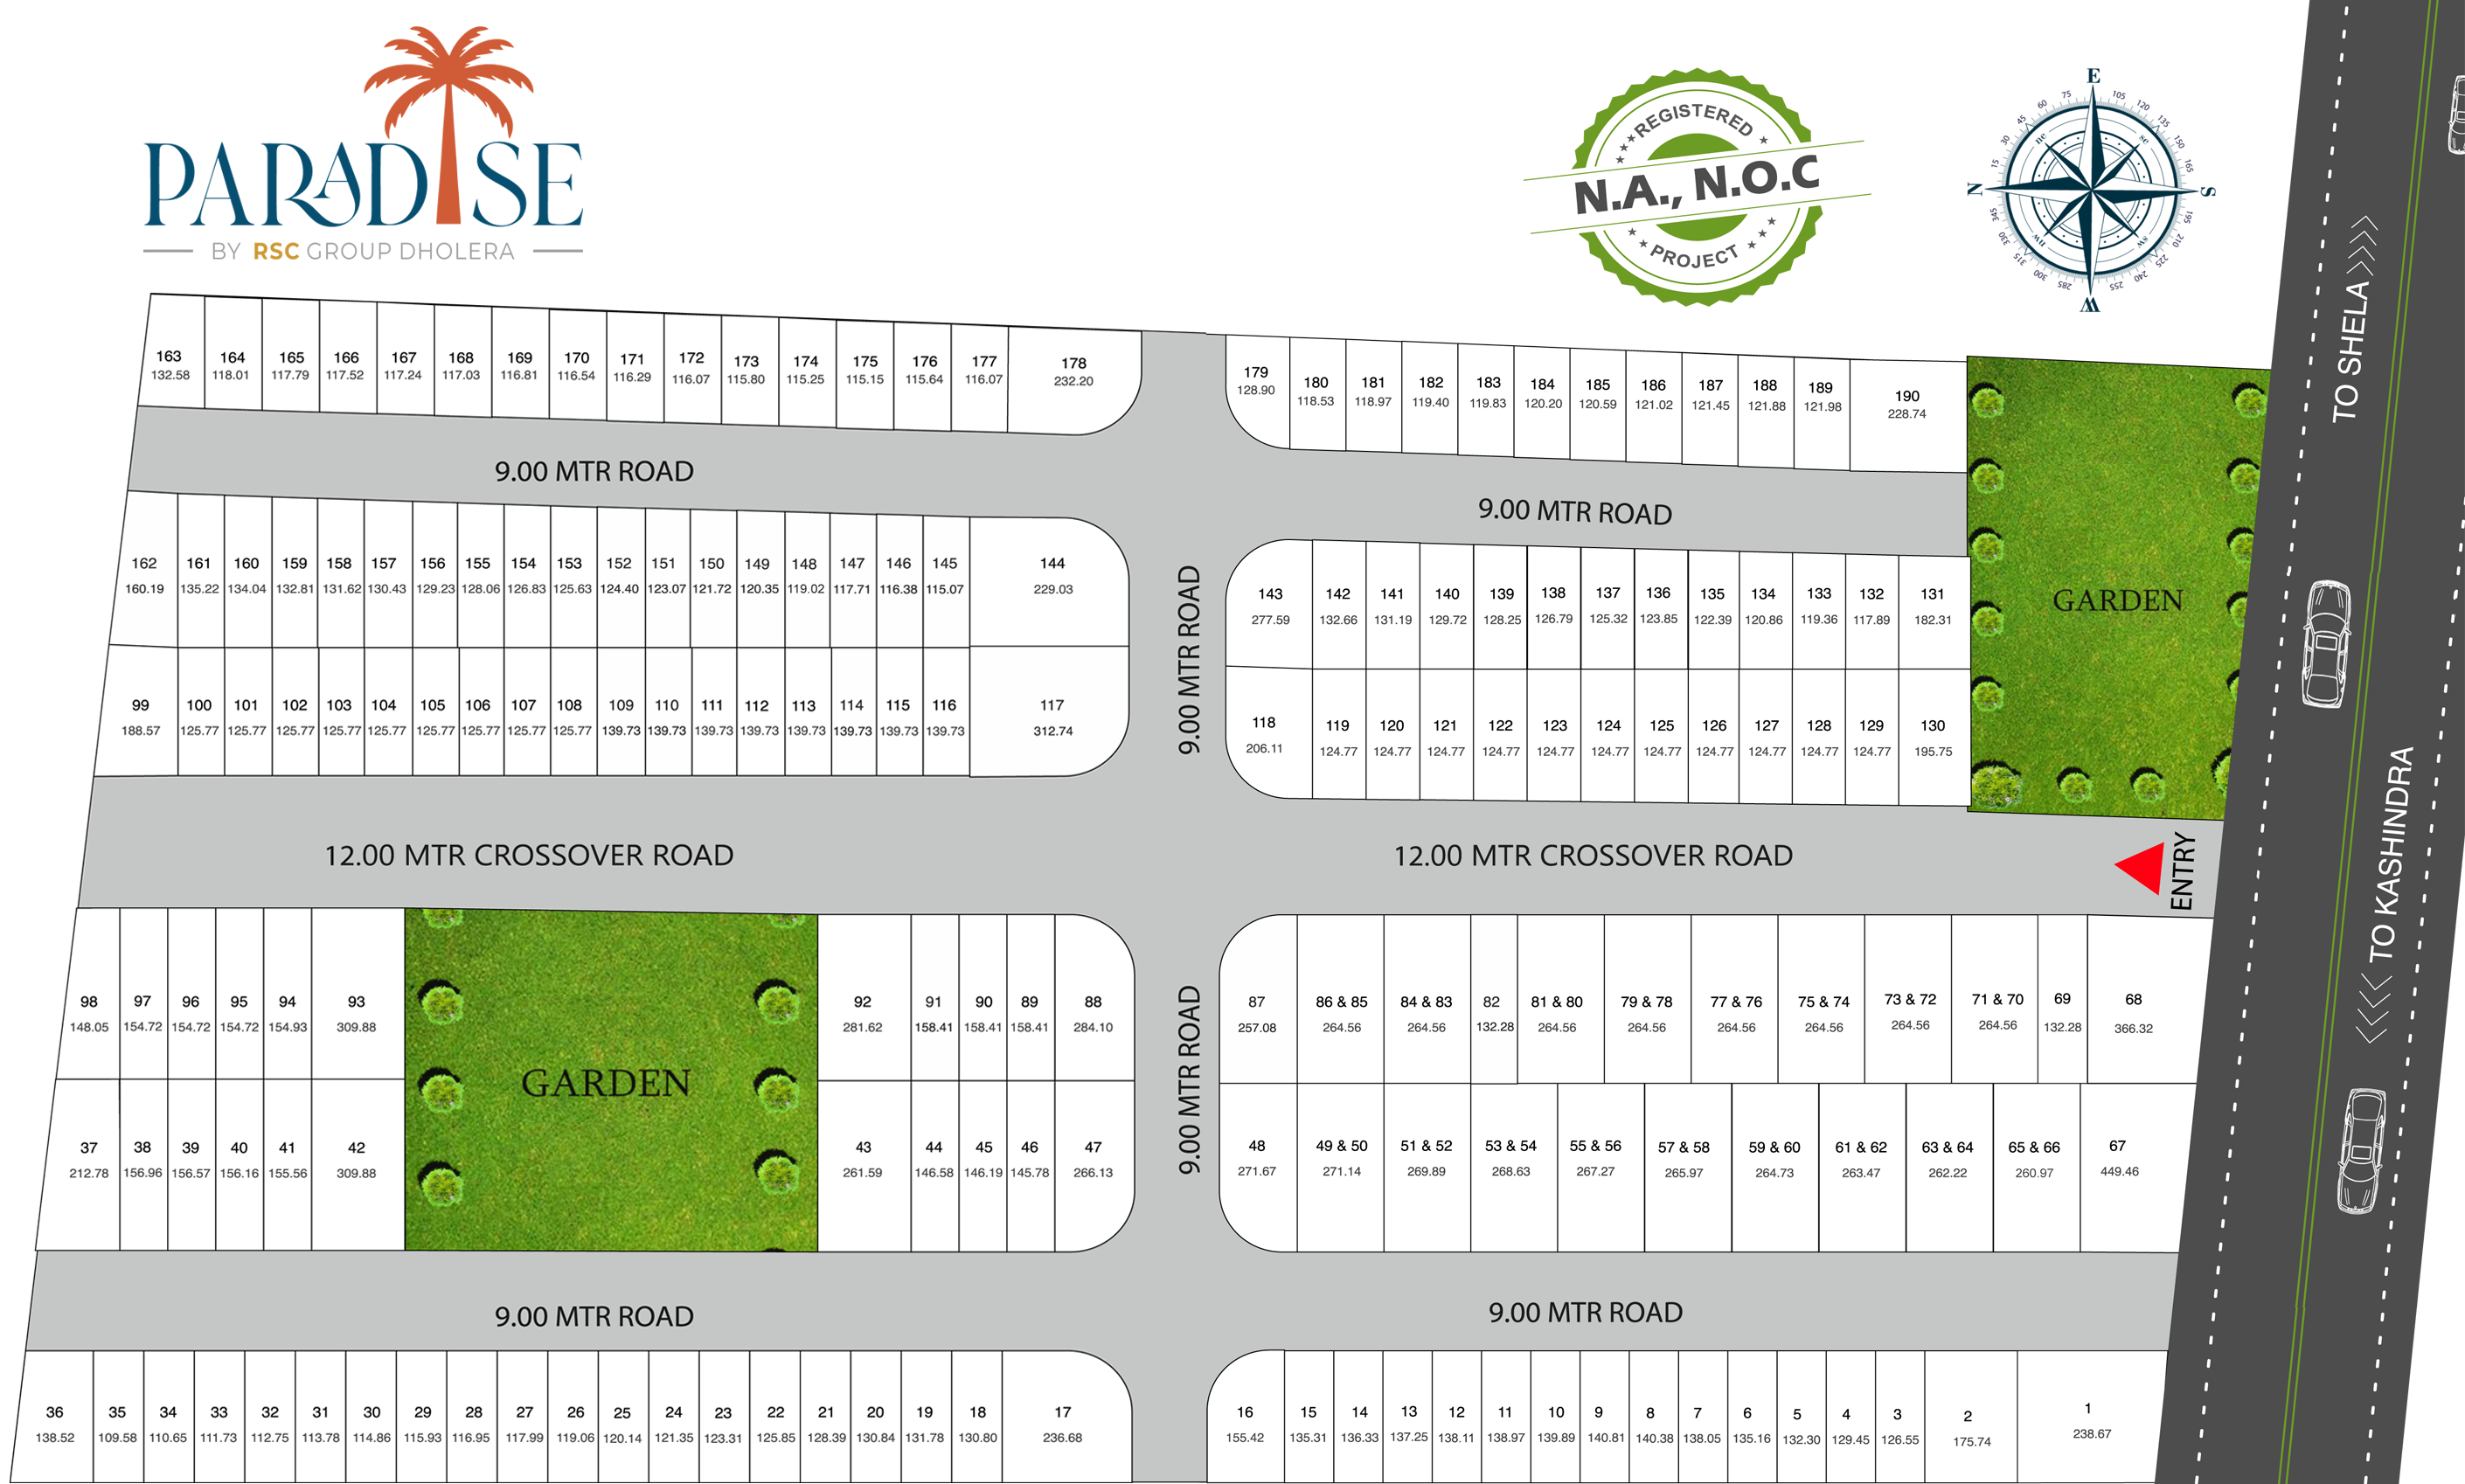 PARADISE
BY RSC GROUP DHOLERA
REGISTERED
N.A., N.O.C
PROJECT
E
N
S
W
ne
se
nw
sw
15 30 45 60 75 105 120 135 150 165 195 210 225 240 255 285 300 315 330 345
TO SHELA >>>>>
163 164 165 166 167 168 169 170 171 172 173 174 175 176 177 178
132.58 118.01 117.79 117.52 117.24 117.03 116.81 116.54 116.29 116.07 115.80 115.25 115.15 115.64 116.07 232.20
179 180 181 182 183 184 185 186 187 188 189 190
128.90 118.53 118.97 119.40 119.83 120.20 120.59 121.02 121.45 121.88 121.98 228.74
9.00 MTR ROAD
9.00 MTR ROAD
162 161 160 159 158 157 156 155 154 153 152 151 150 149 148 147 146 145 144
160.19 135.22 134.04 132.81 131.62 130.43 129.23 128.06 126.83 125.63 124.40 123.07 121.72 120.35 119.02 117.71 116.38 115.07 229.03
143 142 141 140 139 138 137 136 135 134 133 132 131
277.59 132.66 131.19 129.72 128.25 126.79 125.32 123.85 122.39 120.86 119.36 117.89 182.31
GARDEN
9.00 MTR ROAD
99 100 101 102 103 104 105 106 107 108 109 110 111 112 113 114 115 116 117
188.57 125.77 125.77 125.77 125.77 125.77 125.77 125.77 125.77 125.77 139.73 139.73 139.73 139.73 139.73 139.73 139.73 139.73 312.74
118 119 120 121 122 123 124 125 126 127 128 129 130
206.11 124.77 124.77 124.77 124.77 124.77 124.77 124.77 124.77 124.77 124.77 124.77 195.75
12.00 MTR CROSSOVER ROAD
12.00 MTR CROSSOVER ROAD
ENTRY
<<<< TO KASHINDRA
98 97 96 95 94 93
148.05 154.72 154.72 154.72 154.93 309.88
92 91 90 89 88
281.62 158.41 158.41 158.41 284.10
87 86 & 85 84 & 83 82 81 & 80 79 & 78 77 & 76 75 & 74 73 & 72 71 & 70 69 68
257.08 264.56 264.56 132.28 264.56 264.56 264.56 264.56 264.56 264.56 132.28 366.32
GARDEN
9.00 MTR ROAD
37 38 39 40 41 42
212.78 156.96 156.57 156.16 155.56 309.88
43 44 45 46 47
261.59 146.58 146.19 145.78 266.13
48 49 & 50 51 & 52 53 & 54 55 & 56 57 & 58 59 & 60 61 & 62 63 & 64 65 & 66 67
271.67 271.14 269.89 268.63 267.27 265.97 264.73 263.47 262.22 260.97 449.46
9.00 MTR ROAD
9.00 MTR ROAD
36 35 34 33 32 31 30 29 28 27 26 25 24 23 22 21 20 19 18 17
138.52 109.58 110.65 111.73 112.75 113.78 114.86 115.93 116.95 117.99 119.06 120.14 121.35 123.31 125.85 128.39 130.84 131.78 130.80 236.68
16 15 14 13 12 11 10 9 8 7 6 5 4 3 2 1
155.42 135.31 136.33 137.25 138.11 138.97 139.89 140.81 140.38 138.05 135.16 132.30 129.45 126.55 175.74 238.67